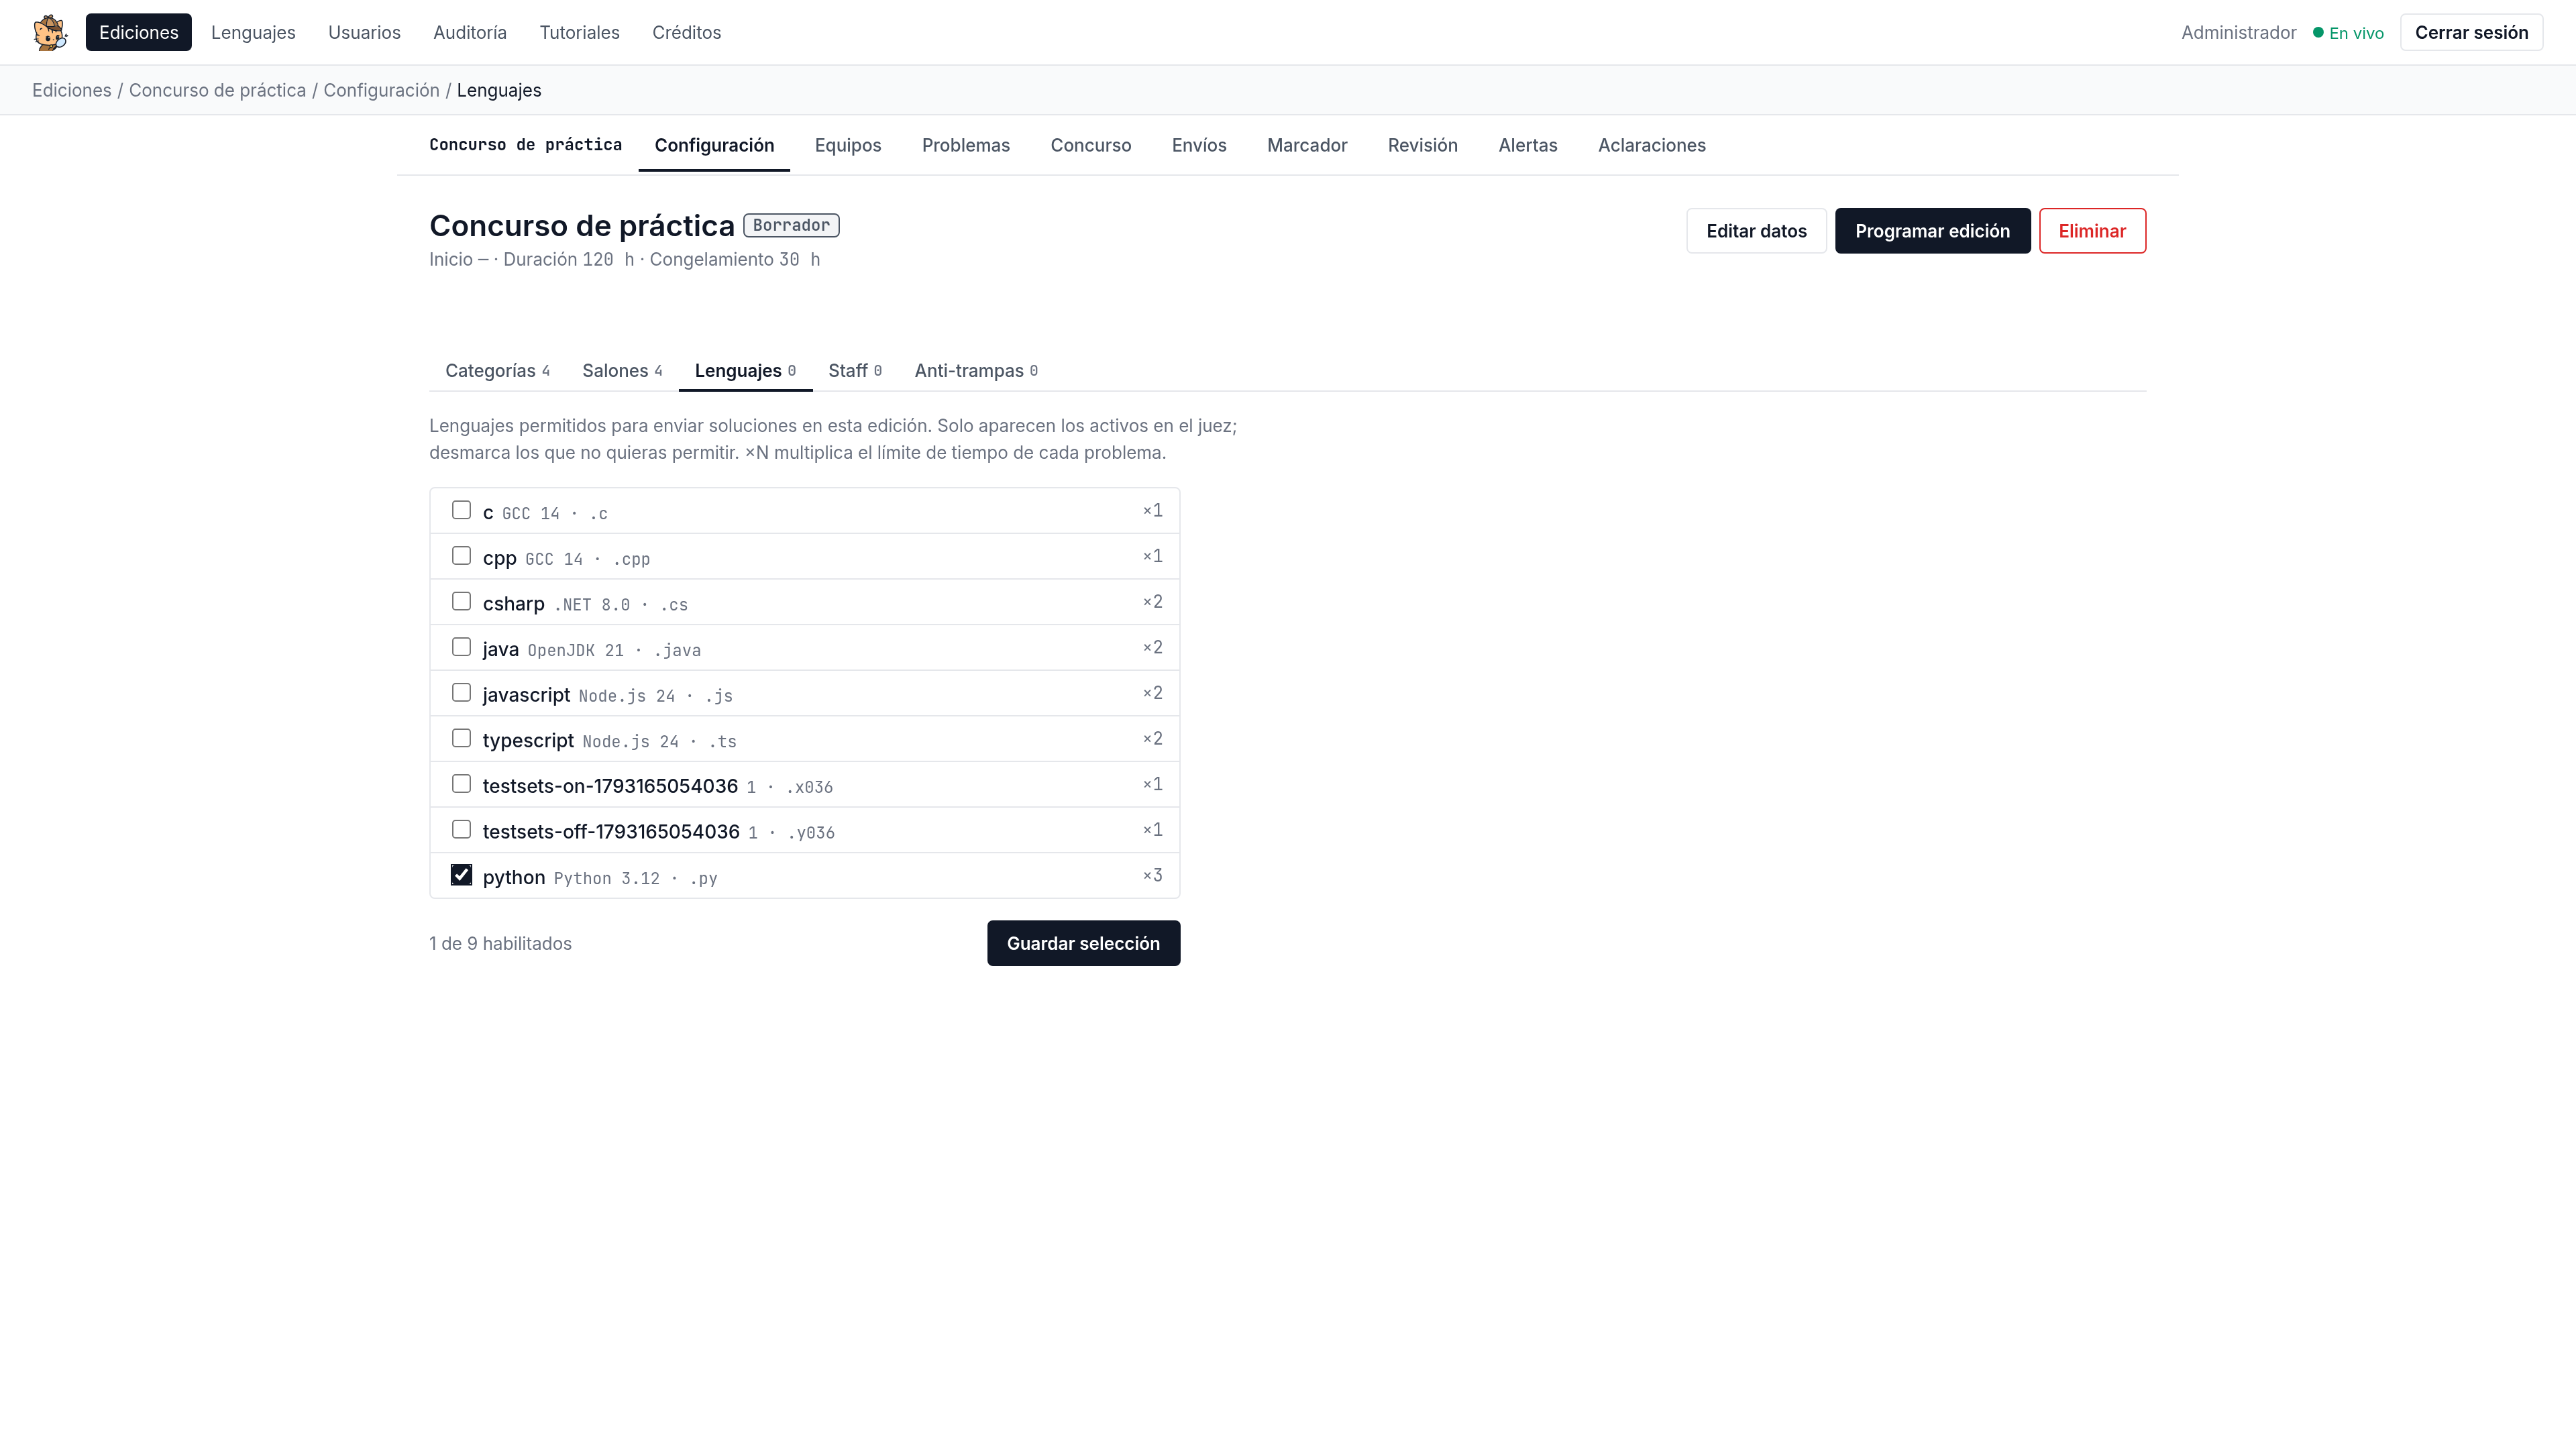 Ediciones Lenguajes Usuarios Auditoría Tutoriales Créditos Administrador En vivo Cerrar sesión
Ediciones / Concurso de práctica / Configuración / Lenguajes
Concurso de práctica Configuración Equipos Problemas Concurso Envíos Marcador Revisión Alertas Aclaraciones
Concurso de práctica Borrador Editar datos Programar edición Eliminar
Inicio — · Duración 120 h · Congelamiento 30 h
Categorías 4 Salones 4 Lenguajes 0 Staff 0 Anti-trampas 0
Lenguajes permitidos para enviar soluciones en esta edición. Solo aparecen los activos en el juez;
desmarca los que no quieras permitir. ×N multiplica el límite de tiempo de cada problema.
c GCC 14 · .c ×1
cpp GCC 14 · .cpp ×1
csharp .NET 8.0 · .cs ×2
java OpenJDK 21 · .java ×2
javascript Node.js 24 · .js ×2
typescript Node.js 24 · .ts ×2
testsets-on-1793165054036 1 · .x036 ×1
testsets-off-1793165054036 1 · .y036 ×1
python Python 3.12 · .py ×3
1 de 9 habilitados Guardar selección